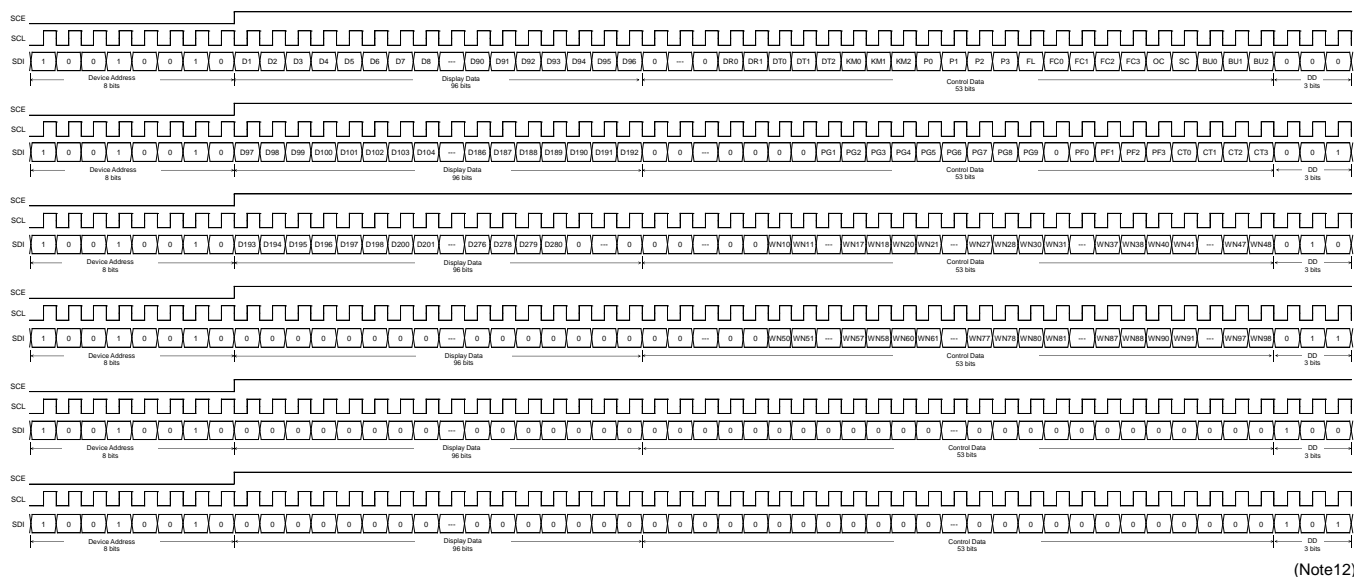 SCE
SCL
SDI 1 0 0 1 0 0 1 0 D1 D2 D3 D4 D5 D6 D7 D8 --- D90 D91 D92 D93 D94 D95 D96 0 --- 0 DR0 DR1 DT0 DT1 DT2 KM0 KM1 KM2 P0 P1 P2 P3 FL FC0 FC1 FC2 FC3 OC SC BU0 BU1 BU2 0 0 0
Device Address Display Data Control Data DD
8 bits 96 bits 53 bits 3 bits
SCE
SCL
SDI 1 0 0 1 0 0 1 0 D97 D98 D99 D100 D101 D102 D103 D104 --- D186 D187 D188 D189 D190 D191 D192 0 0 --- 0 0 0 0 PG1 PG2 PG3 PG4 PG5 PG6 PG7 PG8 PG9 0 PF0 PF1 PF2 PF3 CT0 CT1 CT2 CT3 0 0 1
Device Address Display Data Control Data DD
8 bits 96 bits 53 bits 3 bits
SCE
SCL
SDI 1 0 0 1 0 0 1 0 D193 D194 D195 D196 D197 D198 D200 D201 --- D276 D278 D279 D280 0 --- 0 0 0 --- 0 0 WN10 WN11 --- WN17 WN18 WN20 WN21 --- WN27 WN28 WN30 WN31 --- WN37 WN38 WN40 WN41 --- WN47 WN48 0 1 0
Device Address Display Data Control Data DD
8 bits 96 bits 53 bits 3 bits
SCE
SCL
SDI 1 0 0 1 0 0 1 0 0 0 0 0 0 0 0 0 --- 0 0 0 0 0 0 0 0 0 --- 0 0 WN50 WN51 --- WN57 WN58 WN60 WN61 --- WN77 WN78 WN80 WN81 --- WN87 WN88 WN90 WN91 --- WN97 WN98 0 1 1
Device Address Display Data Control Data DD
8 bits 96 bits 53 bits 3 bits
SCE
SCL
SDI 1 0 0 1 0 0 1 0 0 0 0 0 0 0 0 0 --- 0 0 0 0 0 0 0 0 0 0 0 0 0 0 0 0 0 0 0 --- 0 0 0 0 0 0 0 0 0 0 0 0 1 0 0
Device Address Display Data Control Data DD
8 bits 96 bits 53 bits 3 bits
SCE
SCL
SDI 1 0 0 1 0 0 1 0 0 0 0 0 0 0 0 0 --- 0 0 0 0 0 0 0 0 0 0 0 0 0 0 0 0 0 0 0 --- 0 0 0 0 0 0 0 0 0 0 0 0 1 0 1
Device Address Display Data Control Data DD
8 bits 96 bits 53 bits 3 bits
(Note12)